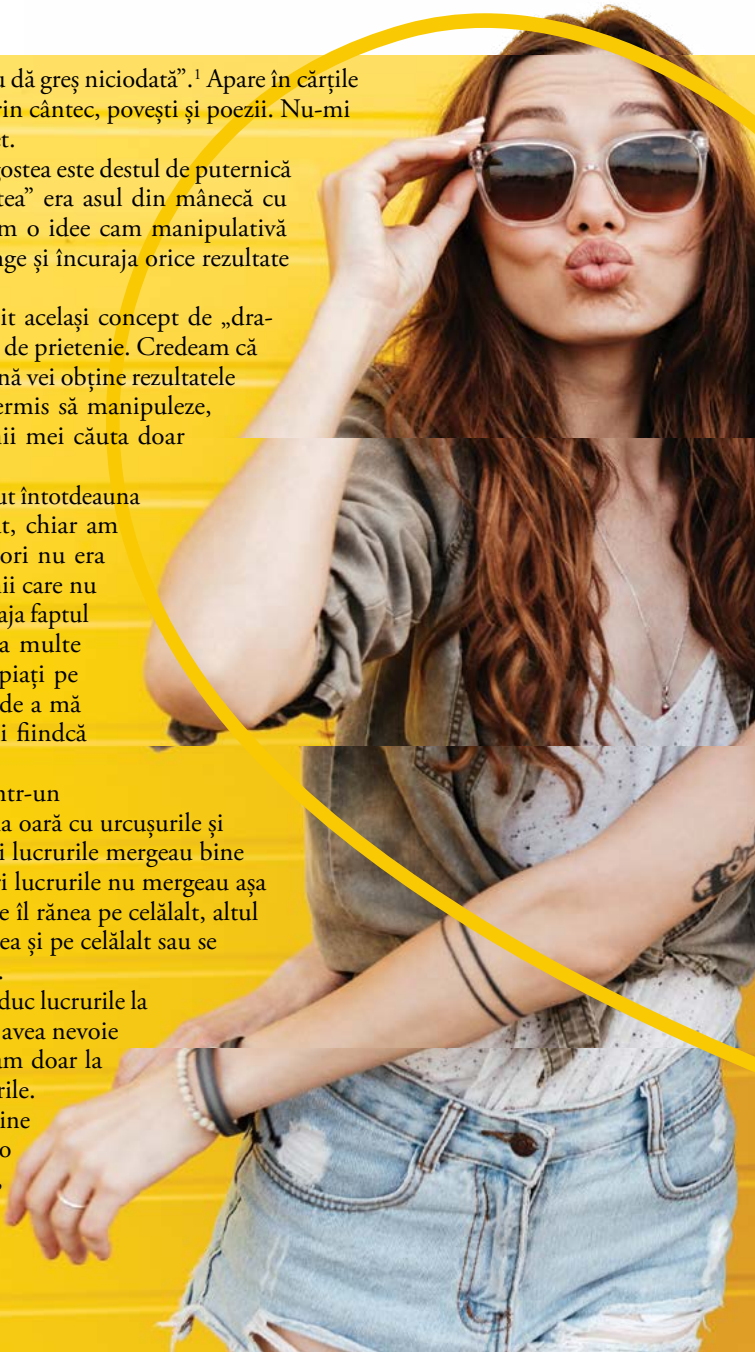 u dă greș niciodată”.¹ Apare în cărțile
rin cântec, povești și poezii. Nu-mi
et.
gostea este destul de puternică
tea” era asul din mânecă cu
m o idee cam manipulativă
nge și încuraja orice rezultate
it același concept de „dra-
de prietenie. Credeam că
nă vei obține rezultatele
ermis să manipuleze,
nii mei căuta doar
ut întotdeauna
t, chiar am
ori nu era
nii care nu
aja faptul
a multe
piați pe
de a mă
i fiindcă
ntr-un
a oară cu urcușurile și
i lucrurile mergeau bine
ri lucrurile nu mergeau așa
e îl rănea pe celălalt, altul
ea și pe celălalt sau se
.
duc lucrurile la
avea nevoie
am doar la
rile.
ine
o
,